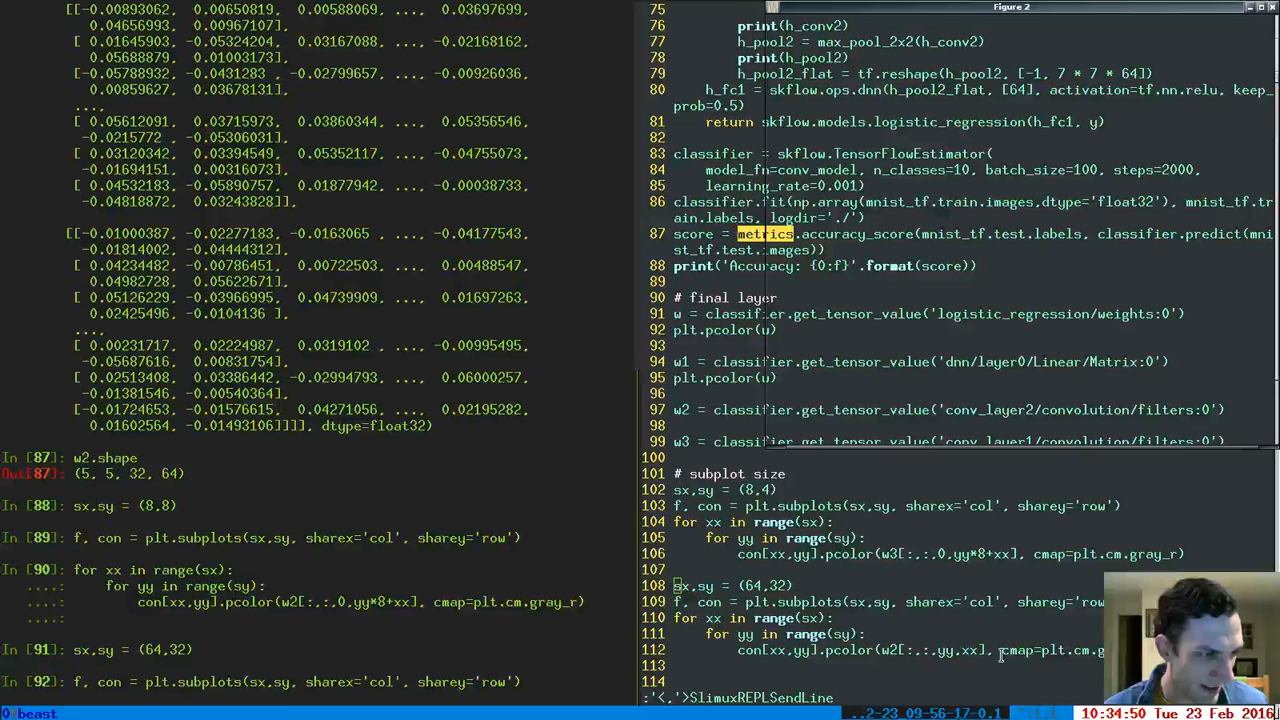 [[-0.02893062,  0.00650819,  0.00588069, ...,  0.03697699,
0.04656993,  0.00967107],
[ 0.01645903, -0.05324204,  0.03167088, ..., -0.02168162,
0.05688879,  0.01003173],
[-0.05788932, -0.0431283 , -0.02799657, ..., -0.00926036,
0.00859627,  0.03678131],
...,
[ 0.05612091,  0.03715973,  0.03860344, ...,  0.05356546,
-0.0215772 , -0.05306031],
[ 0.03120342,  0.03394549,  0.05352117, ..., -0.04755073,
-0.01694151,  0.00316073],
[ 0.04532183, -0.05890757,  0.01877942, ..., -0.00038733,
-0.04818872,  0.03243828]],
[[-0.01000387, -0.02277183, -0.0163065 , ..., -0.04177543,
-0.01814002, -0.04444312],
[ 0.04234698,  0.00786451,  0.00722503, ...,  0.00488547,
0.04982728,  0.05622671],
[ 0.05126229, -0.03966995,  0.04739909, ...,  0.01697263,
0.02425496, -0.0104136 ],
...,
[ 0.00231717,  0.02224987,  0.0319102 , ..., -0.00995495,
-0.05687616,  0.00831754],
[ 0.02513408,  0.03386442, -0.02994793, ...,  0.06000257,
-0.01381546, -0.00540364],
[-0.01724653, -0.01576615,  0.04271056, ...,  0.02195282,
0.01602564, -0.01493106]]]], dtype=float32)
In [87]: w2.shape
Out[87]: (5, 5, 32, 64)
In [88]: sx,sy = (8,8)
In [89]: f, con = plt.subplots(sx,sy, sharex='col', sharey='row')
In [90]: for xx in range(sx):
....:     for yy in range(sy):
....:         con[xx,yy].pcolor(w2[:,:,0,yy*8+xx], cmap=plt.cm.gray_r)
....:
In [91]: sx,sy = (64,32)
In [92]: f, con = plt.subplots(sx,sy, sharex='col', sharey='row')
Figure 2
75
76         print(h_conv2)
77         h_pool2 = max_pool_2x2(h_conv2)
78         print(h_pool2)
79         h_pool2_flat = tf.reshape(h_pool2, [-1, 7 * 7 * 64])
80     h_fc1 = skflow.ops.dnn(h_pool2_flat, [64], activation=tf.nn.relu, keep_
prob=0.5)
81     return skflow.models.logistic_regression(h_fc1, y)
82
83 classifier = skflow.TensorFlowEstimator(
84     model_fn=conv_model, n_classes=10, batch_size=100, steps=2000,
85     learning_rate=0.001)
86 classifier.fit(np.array(mnist_tf.train.images,dtype='float32'), mnist_tf.tr
ain.labels, logdir='./')
87 score = metrics.accuracy_score(mnist_tf.test.labels, classifier.predict(mni
st_tf.test.images))
88 print('Accuracy: {0:f}'.format(score))
89
90 # final layer
91 w = classifier.get_tensor_value('logistic_regression/weights:0')
92 plt.pcolor(w)
93
94 w1 = classifier.get_tensor_value('dnn/layer0/Linear/Matrix:0')
95 plt.pcolor(w)
96
97 w2 = classifier.get_tensor_value('conv_layer2/convolution/filters:0')
98
99 w3 = classifier.get_tensor_value('conv_layer1/convolution/filters:0')
100
101 # subplot size
102 sx,sy = (8,4)
103 f, con = plt.subplots(sx,sy, sharex='col', sharey='row')
104 for xx in range(sx):
105     for yy in range(sy):
106         con[xx,yy].pcolor(w3[:,:,0,yy*8+xx], cmap=plt.cm.gray_r)
107
108 sx,sy = (64,32)
109 f, con = plt.subplots(sx,sy, sharex='col', sharey='row
110 for xx in range(sx):
111     for yy in range(sy):
112         con[xx,yy].pcolor(w2[:,:,yy,xx], cmap=plt.cm.g
113
114
:'<,'>SlimuxREPLSendLine
0 beast
..2-23_09-56-17-0.1
10:34:50 Tue 23 Feb 2016